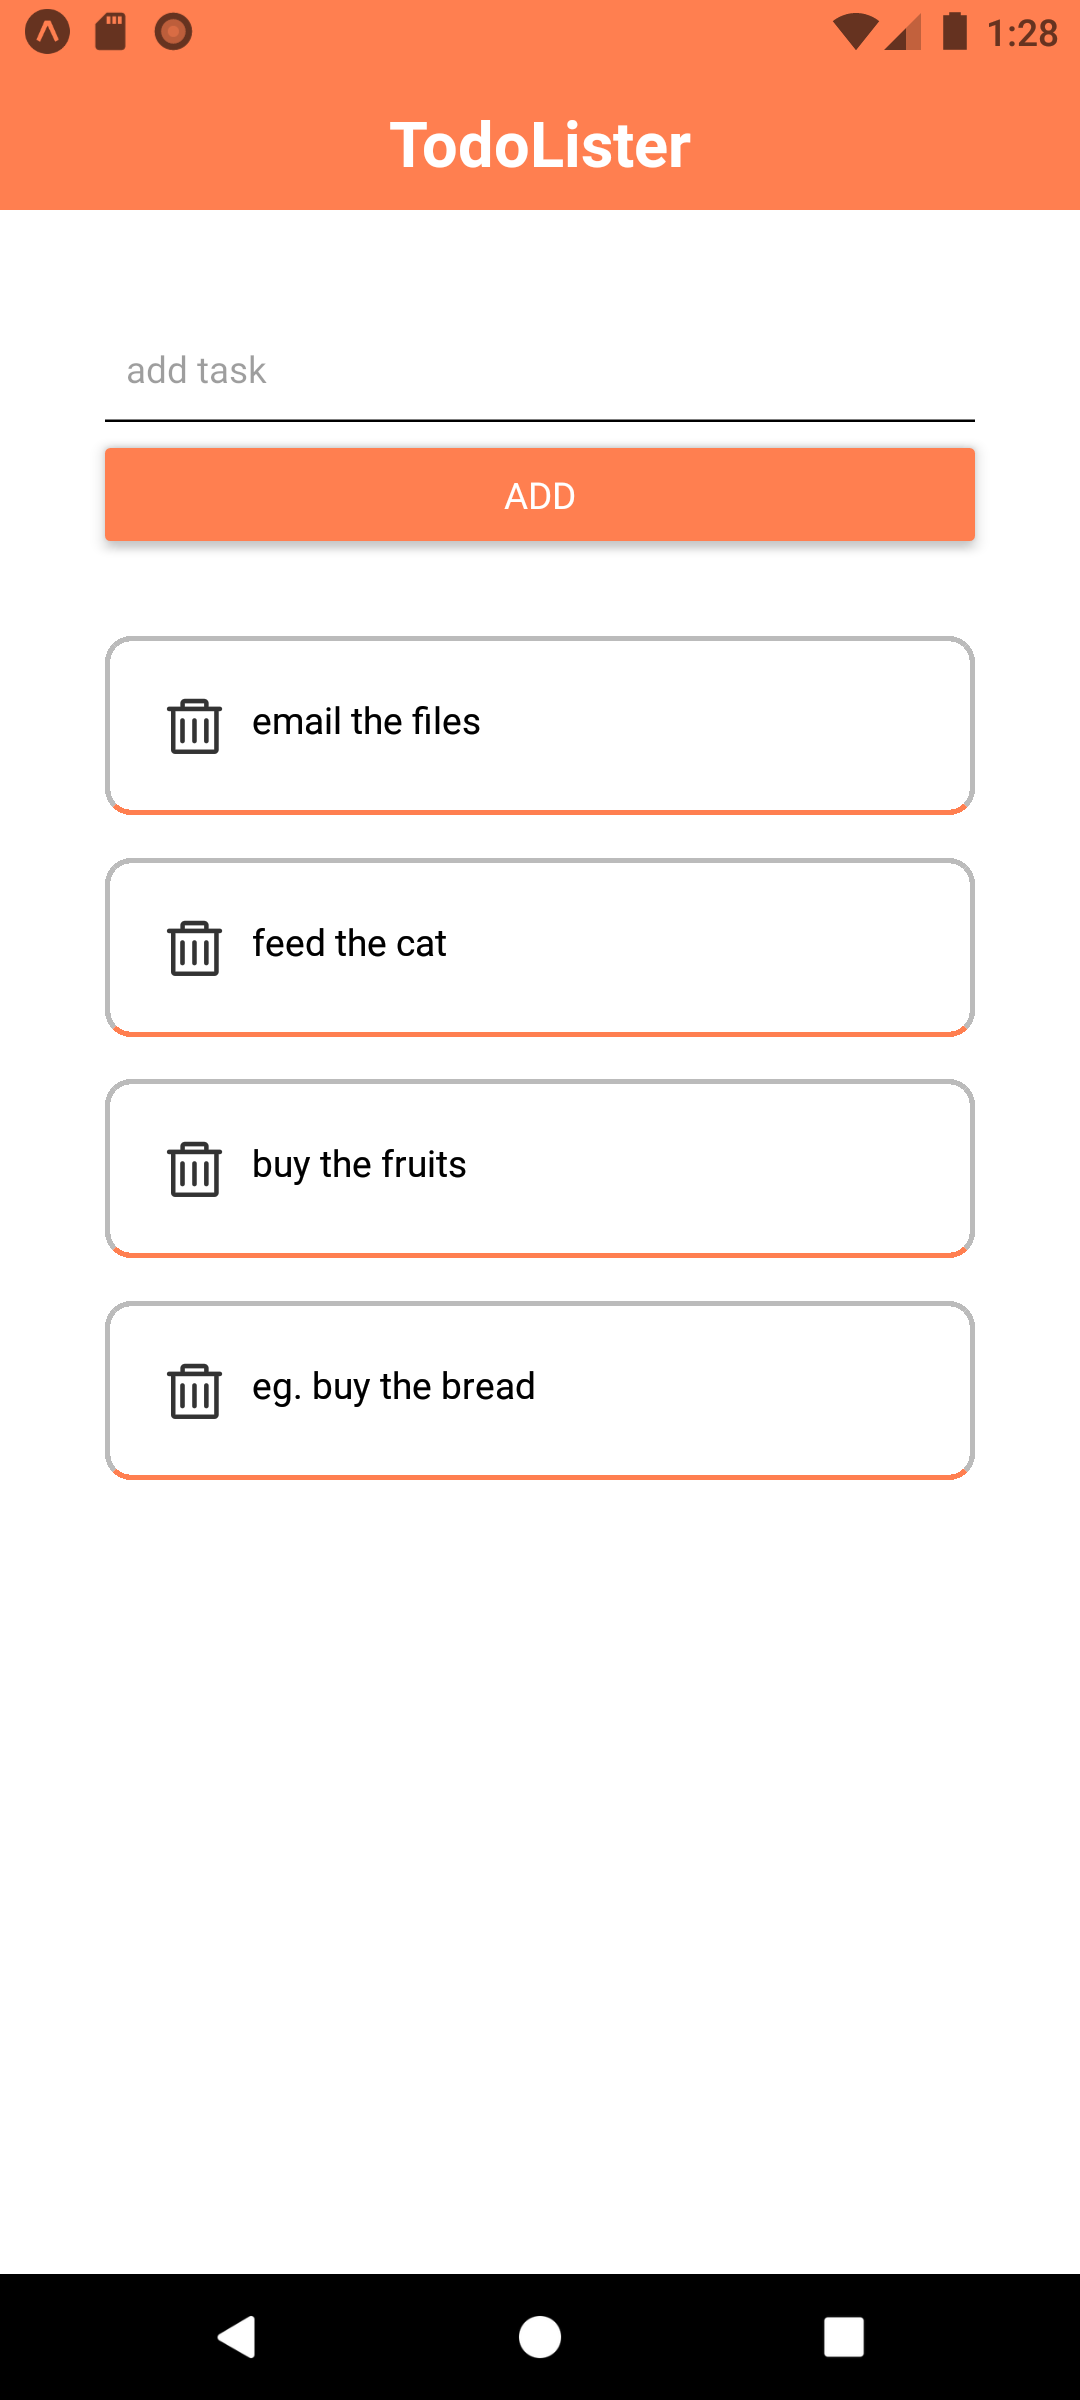 1:28
TodoLister
add task
ADD
email the files
feed the cat
buy the fruits
eg. buy the bread